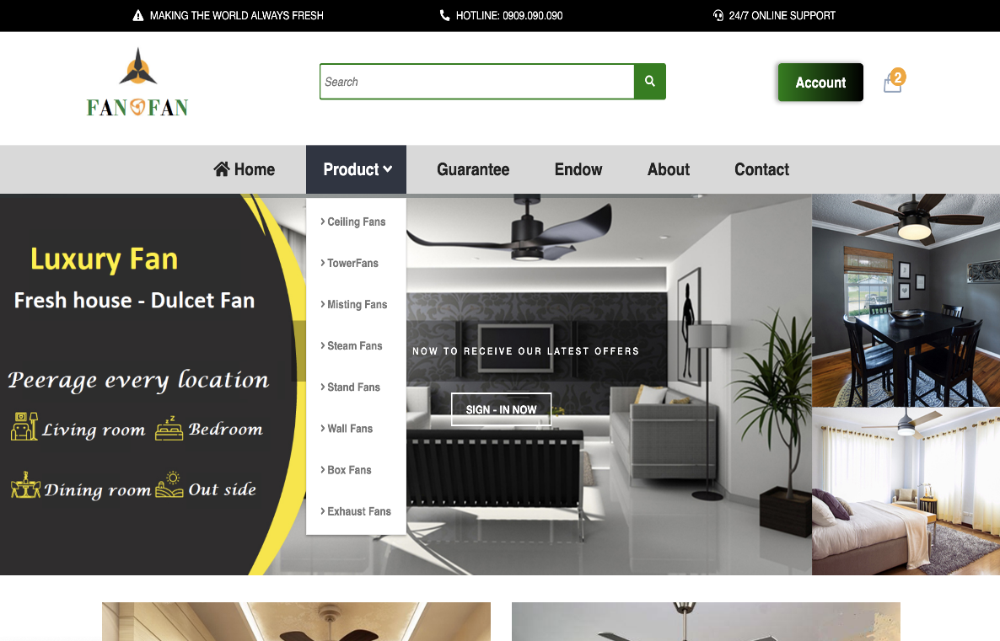 MAKING THE WORLD ALWAYS FRESH
HOTLINE: 0909.090.090
24/7 ONLINE SUPPORT
FAN FAN
Search
Account
2
Home
Product
Guarantee
Endow
About
Contact
Ceiling Fans
TowerFans
Misting Fans
Steam Fans
Stand Fans
Wall Fans
Box Fans
Exhaust Fans
Luxury Fan
Fresh house - Dulcet Fan
Peerage every location
Living room
Bedroom
Dining room
Out side
NOW TO RECEIVE OUR LATEST OFFERS
SIGN - IN NOW